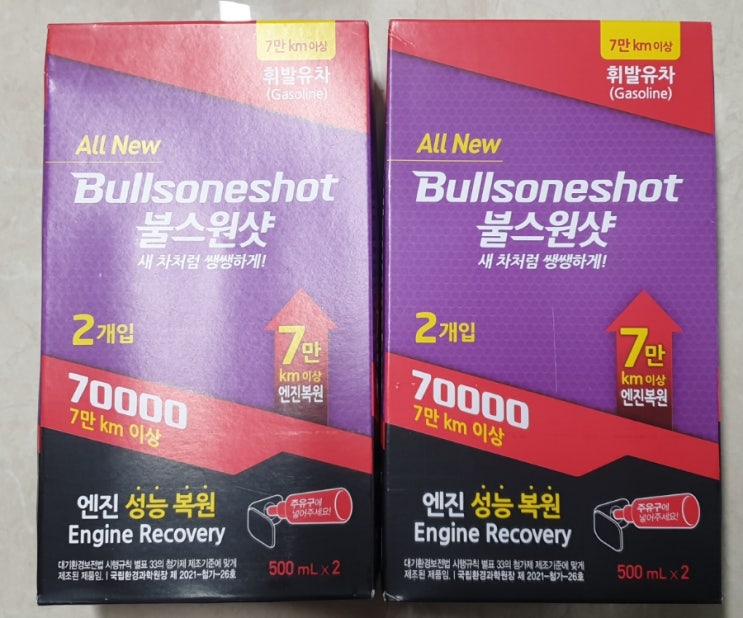 7만 km 이상
휘발유차
(Gasoline)
All New
Bullsoneshot
불스원샷
새 차처럼 쌩쌩하게!
2개입
7만
km 이상
엔진복원
70000
7만 km 이상
엔진 성능 복원
Engine Recovery
주유구에
넣어주세요!
대기환경보전법 시행규칙 별표 33의 첨가제 제조기준에 맞게
제조된 제품임. | 국립환경과학원장 제 2021-첨가-26호
500 mL x 2
7만 km 이상
휘발유차
(Gasoline)
All New
Bullsoneshot
불스원샷
새 차처럼 쌩쌩하게!
2개입
7만
km 이상
엔진복원
70000
7만 km 이상
엔진 성능 복원
Engine Recovery
주유구에
넣어주세요!
대기환경보전법 시행규칙 별표 33의 첨가제 제조기준에 맞게
제조된 제품임. | 국립환경과학원장 제 2021-첨가-26호
500 mL x 2